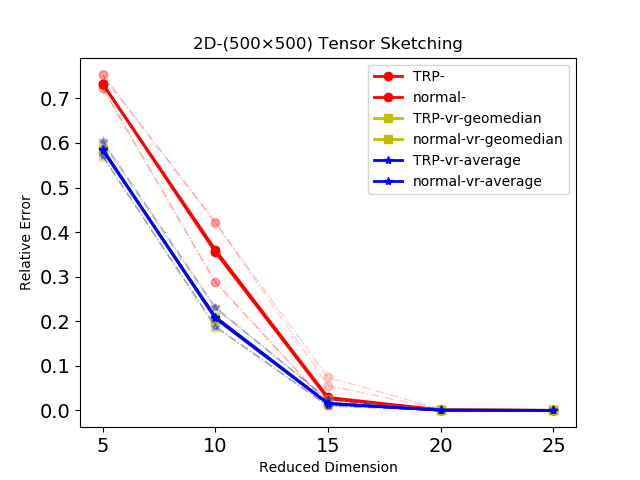 2D-(500×500) Tensor Sketching
TRP-
normal-
TRP-vr-geomedian
normal-vr-geomedian
TRP-vr-average
normal-vr-average
Relative Error
0.7
0.6
0.5
0.4
0.3
0.2
0.1
0.0
5 10 15 20 25
Reduced Dimension